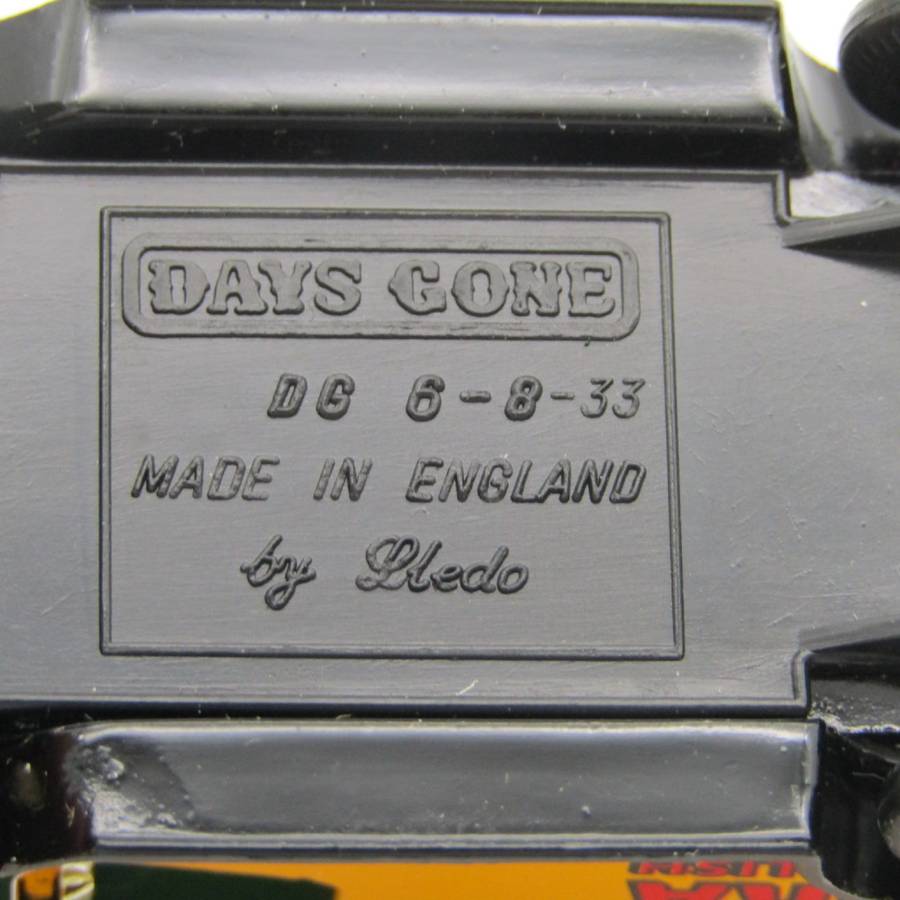 DAYS GONE
DG 6-8-33
MADE IN ENGLAND
by Lledo